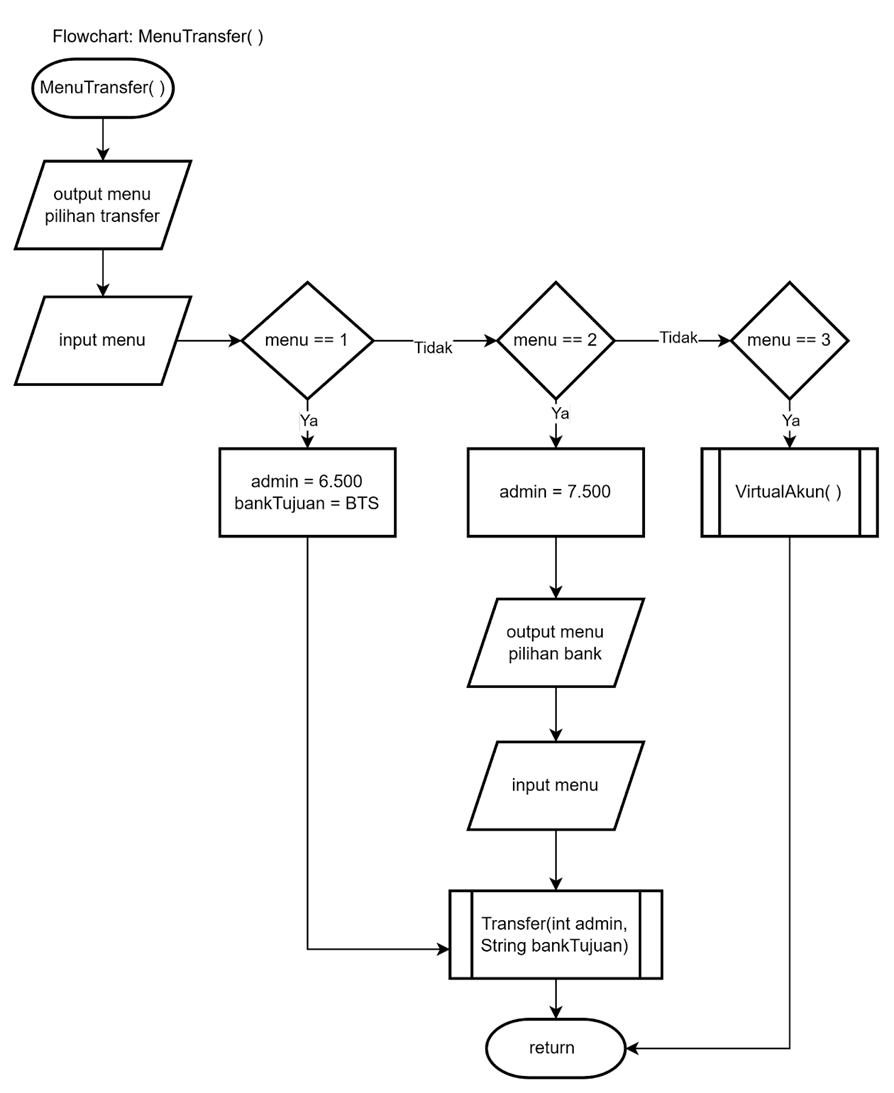 Flowchart: MenuTransfer( )
MenuTransfer( )
output menu
pilihan transfer
input menu
menu == 1
Tidak
menu == 2
Tidak
menu == 3
Ya
Ya
Ya
admin = 6.500
bankTujuan = BTS
admin = 7.500
VirtualAkun( )
output menu
pilihan bank
input menu
Transfer(int admin,
String bankTujuan)
return